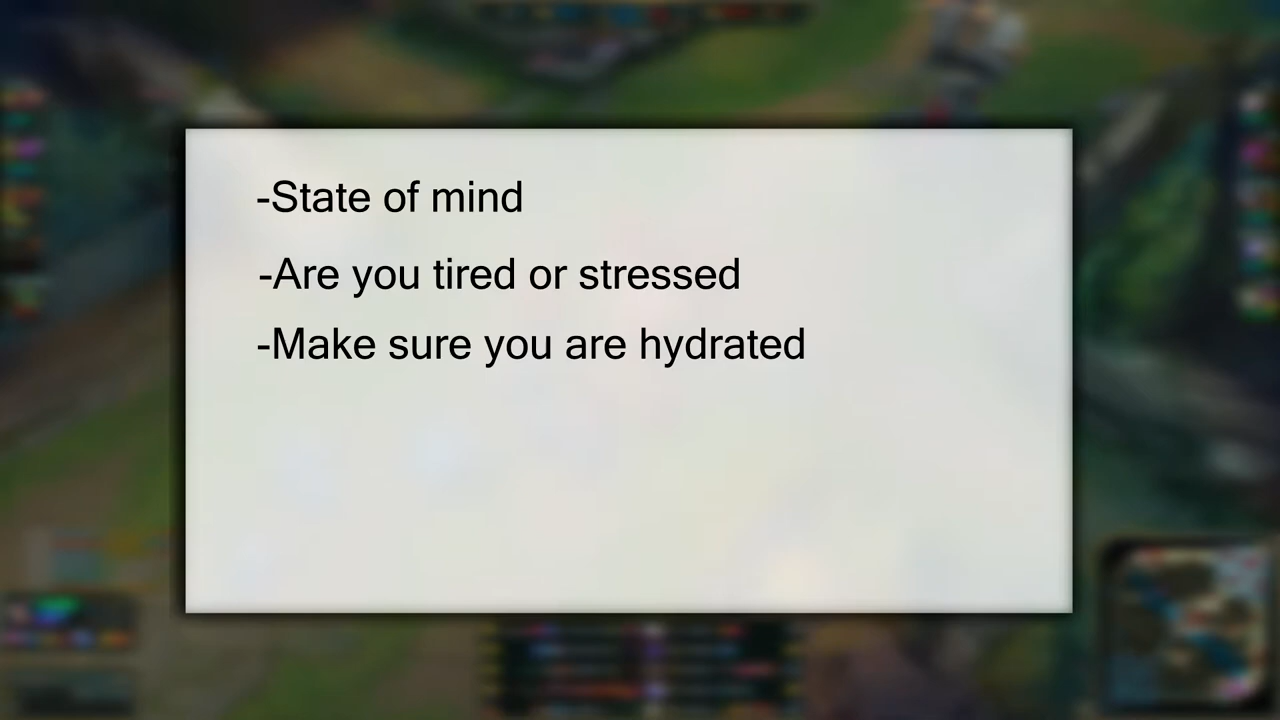 -State of mind
-Are you tired or stressed
-Make sure you are hydrated